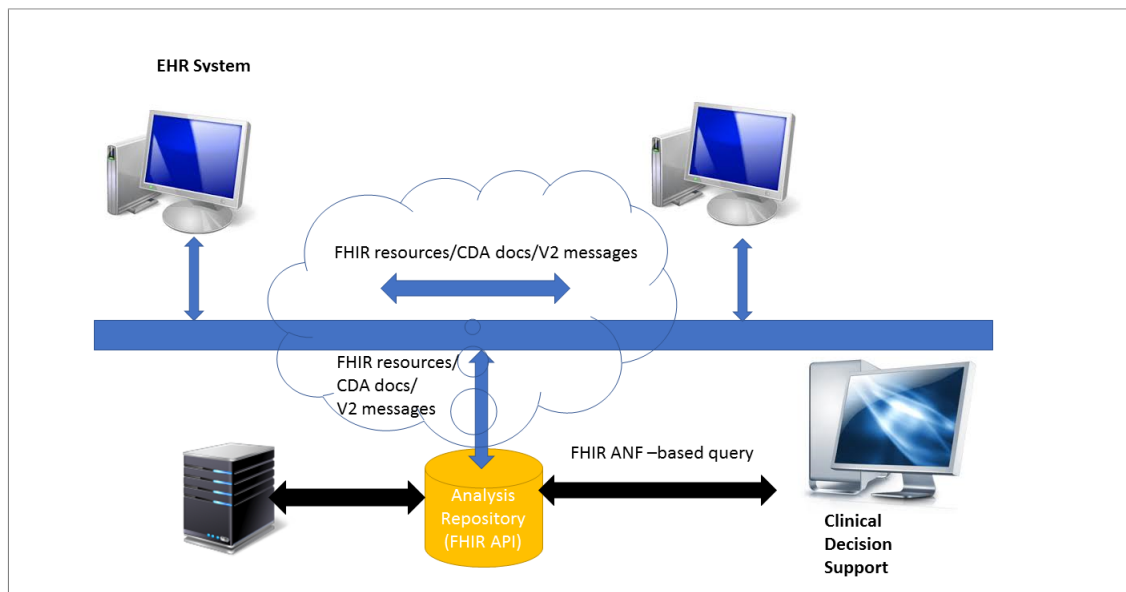 EHR System
FHIR resources/CDA docs/V2 messages
FHIR resources/
CDA docs/
V2 messages
FHIR ANF –based query
Analysis
Repository
(FHIR API)
Clinical
Decision
Support